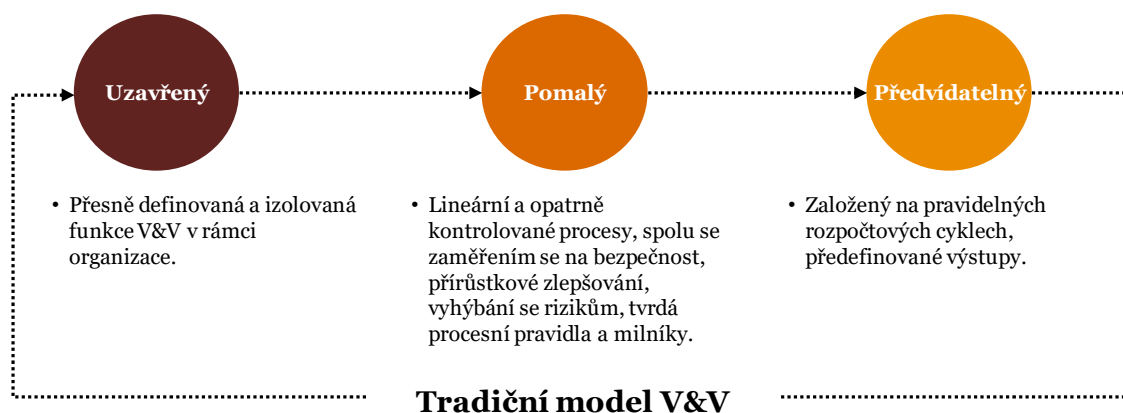 Uzavřený
Pomalý
Předvídatelný
• Přesně definovaná a izolovaná
funkce V&V v rámci
organizace.
• Lineární a opatrně
kontrolované procesy, spolu se
zaměřením se na bezpečnost,
přírůstkové zlepšování,
vyhýbání se rizikům, tvrdá
procesní pravidla a milníky.
• Založený na pravidelných
rozpočtových cyklech,
předefinované výstupy.
Tradiční model V&V